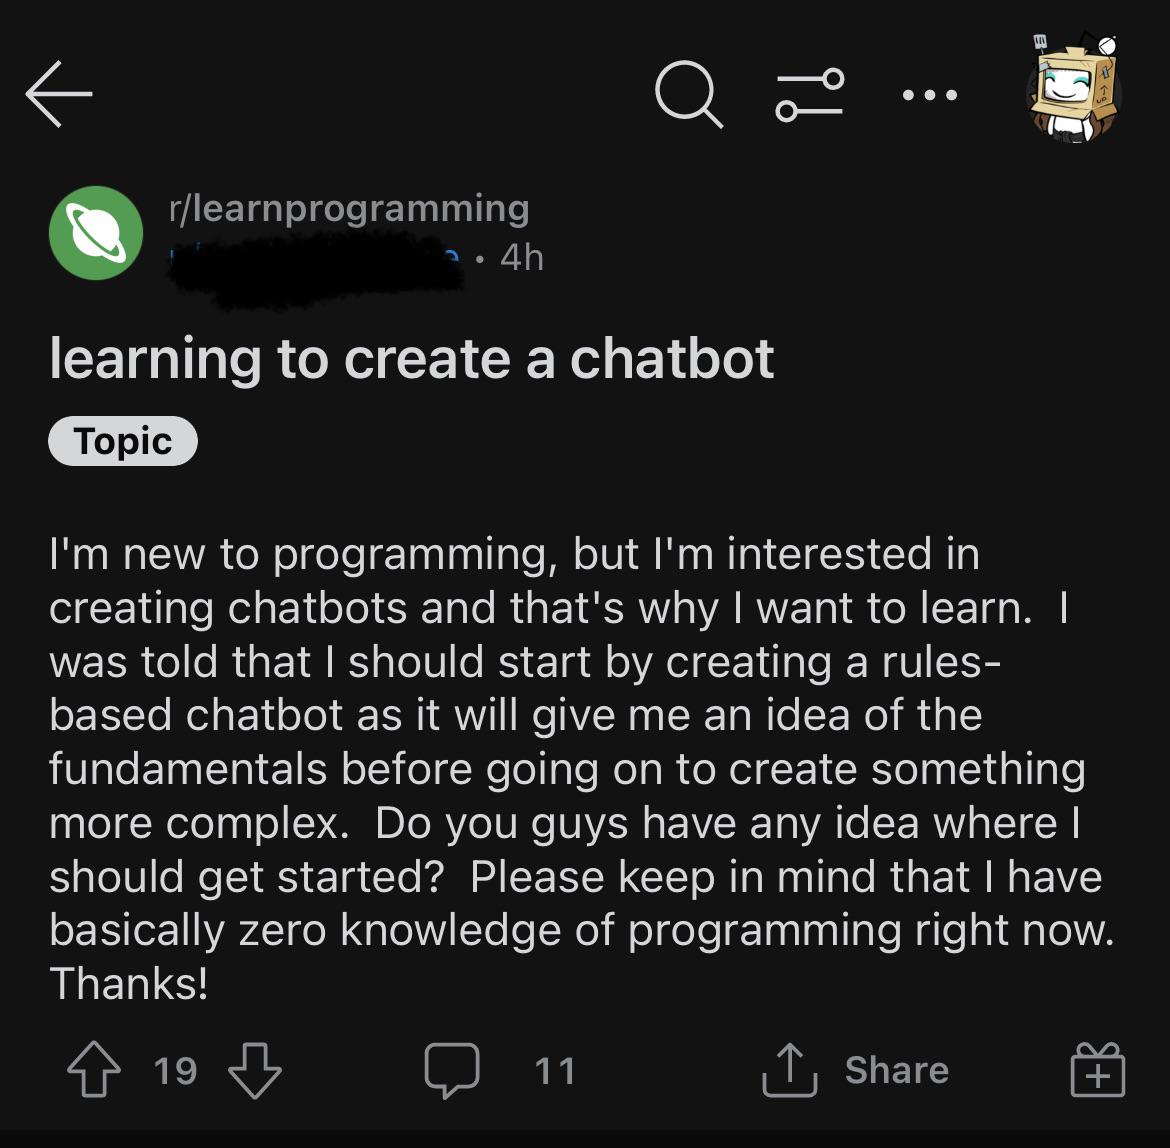 r/learnprogramming
• 4h
learning to create a chatbot
Topic
I'm new to programming, but I'm interested in
creating chatbots and that's why I want to learn.  I
was told that I should start by creating a rules-
based chatbot as it will give me an idea of the
fundamentals before going on to create something
more complex.  Do you guys have any idea where I
should get started?  Please keep in mind that I have
basically zero knowledge of programming right now.
Thanks!
19 11 Share